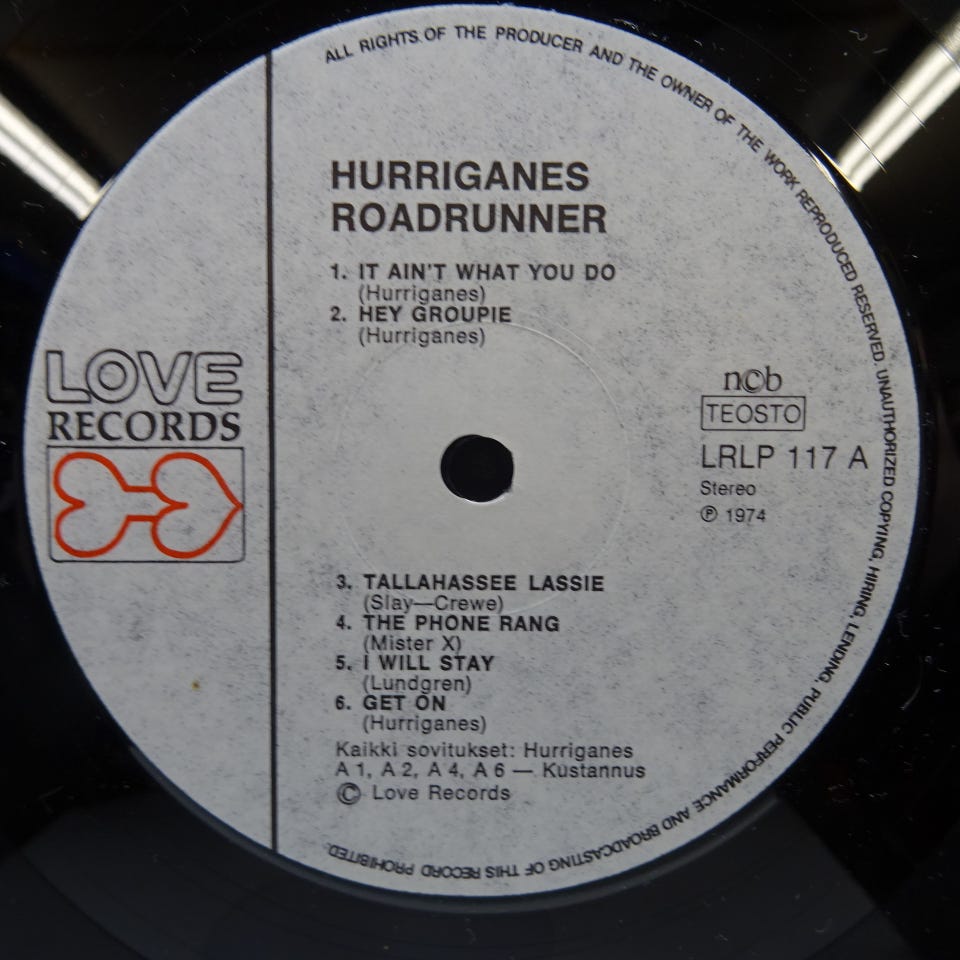 ALL RIGHTS OF THE PRODUCER AND THE OWNER OF THE WORK REPRODUCED RESERVED. UNAUTHORIZED COPYING, HIRING, LENDING, PUBLIC PERFORMANCE AND BROADCASTING OF THIS RECORD PROHIBITED.
HURRIGANES
ROADRUNNER
1. IT AIN'T WHAT YOU DO
(Hurriganes)
2. HEY GROUPIE
(Hurriganes)
LOVE
RECORDS
n©b
TEOSTO
LRLP 117 A
Stereo
℗ 1974
3. TALLAHASSEE LASSIE
(Slay—Crewe)
4. THE PHONE RANG
(Mister X)
5. I WILL STAY
(Lundgren)
6. GET ON
(Hurriganes)
Kaikki sovitukset: Hurriganes
A 1, A 2, A 4, A 6 — Kustannus
© Love Records